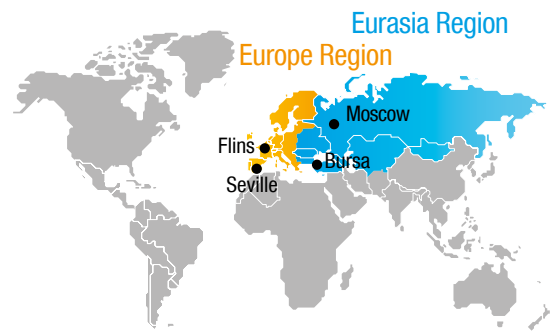 Eurasia Region
Europe Region
Moscow
Flins
Bursa
Seville